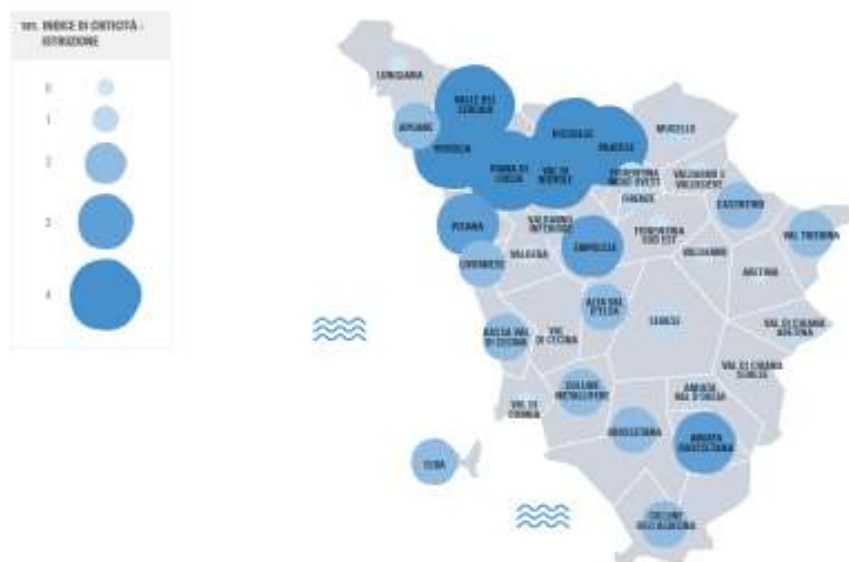 INDICE DI CRITICITÀ -
ISTRUZIONE
0
1
2
3
4
LUNIGIANA
VALLE DEL
SERCHIO
APUANE
VERSILIA
PIANA DI
LUCCA
VAL DI
NIEVOLE
PISTOIESE
PRATESE
MUGELLO
FIORENTINA
NORD OVEST
FIRENZE
VALDARNO E
VALDISIEVE
CASENTINO
VAL TIBERINA
PISANA
VALDARNO
INFERIORE
EMPOLESE
FIORENTINA
SUD EST
VALDARNO
ARETINA
LIVORNESE
VALDERA
ALTA VAL
D'ELSA
SENESE
BASSA VAL
DI CECINA
VAL
DI CECINA
VAL DI CHIANA
ARETINA
VAL DI CHIANA
SENESE
COLLINE
METALLIFERE
AMIATA
VAL D'ORCIA
VAL DI
CORNIA
GROSSETANA
AMIATA
GROSSETANA
ELBA
COLLINE
DELL'ALBEGNA